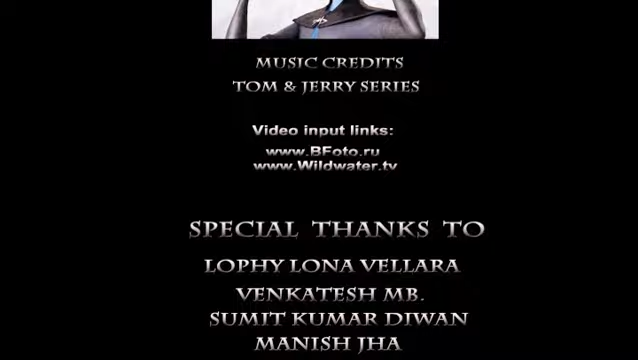 MUSIC CREDITS
TOM & JERRY SERIES
Video input links:
www.BFoto.ru
www.Wildwater.tv
SPECIAL THANKS TO
LOPHY LONA VELLARA
VENKATESH MB.
SUMIT KUMAR DIWAN
MANISH JHA